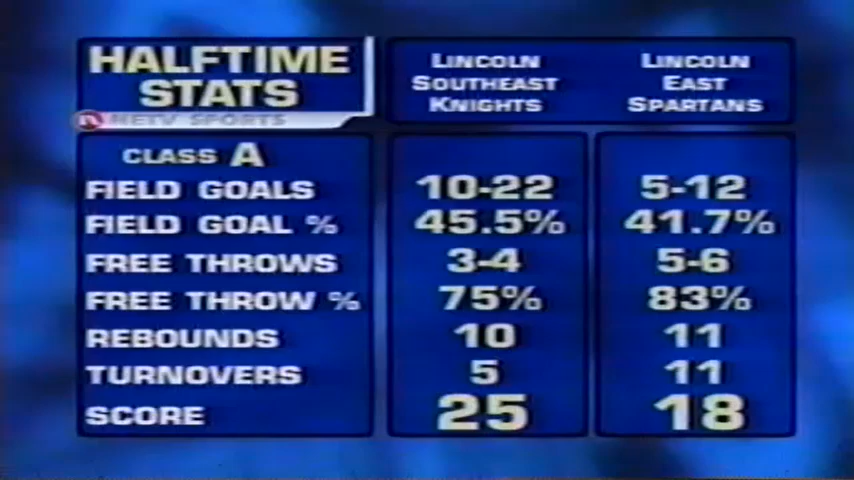 HALFTIME
STATS
NETV SPORTS
LINCOLN
SOUTHEAST
KNIGHTS
LINCOLN
EAST
SPARTANS
CLASS A
FIELD GOALS 10-22 5-12
FIELD GOAL % 45.5% 41.7%
FREE THROWS 3-4 5-6
FREE THROW % 75% 83%
REBOUNDS 10 11
TURNOVERS 5 11
SCORE 25 18